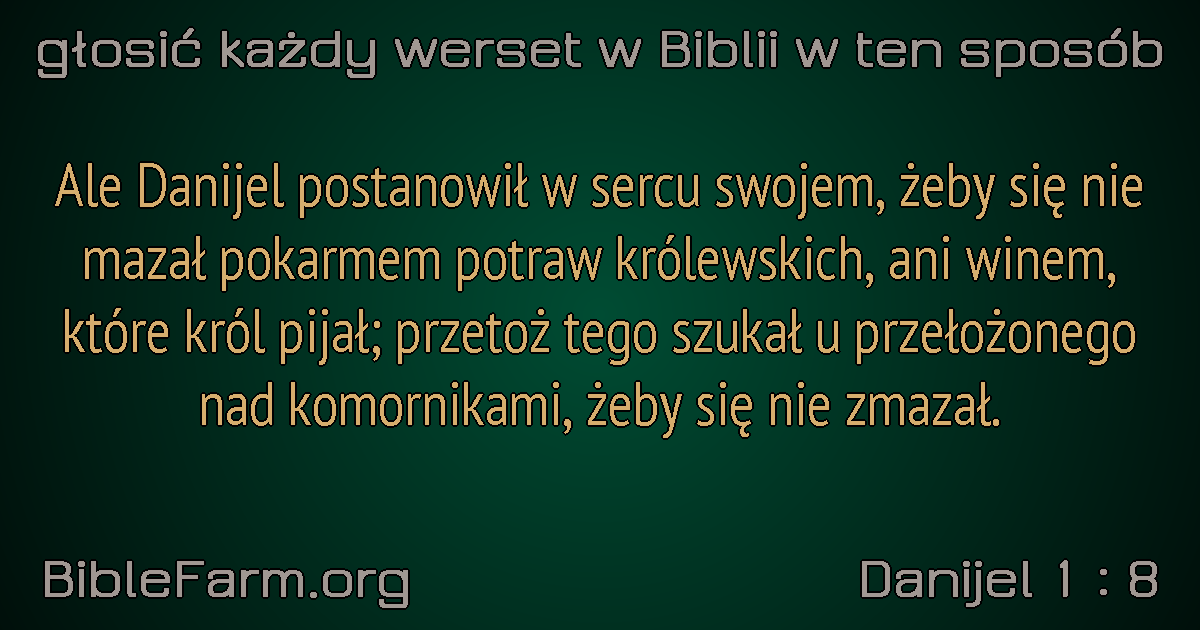 głosić każdy werset w Biblii w ten sposób
Ale Danijel postanowił w sercu swojem, żeby się nie
mazał pokarmem potraw królewskich, ani winem,
które król pijał; przetoż tego szukał u przełożonego
nad komornikami, żeby się nie zmazał.
BibleFarm.org
Danijel 1 : 8